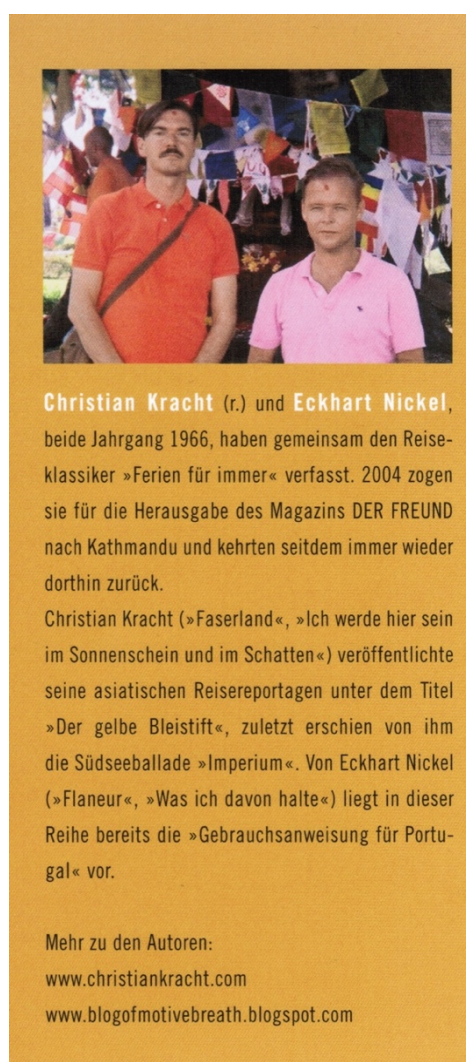 Christian Kracht (r.) und Eckhart Nickel,
beide Jahrgang 1966, haben gemeinsam den Reise-
klassiker »Ferien für immer« verfasst. 2004 zogen
sie für die Herausgabe des Magazins DER FREUND
nach Kathmandu und kehrten seitdem immer wieder
dorthin zurück.
Christian Kracht (»Faserland«, »Ich werde hier sein
im Sonnenschein und im Schatten«) veröffentlichte
seine asiatischen Reisereportagen unter dem Titel
»Der gelbe Bleistift«, zuletzt erschien von ihm
die Südseeballade »Imperium«. Von Eckhart Nickel
(»Flaneur«, »Was ich davon halte«) liegt in dieser
Reihe bereits die »Gebrauchsanweisung für Portu-
gal« vor.
Mehr zu den Autoren:
www.christiankracht.com
www.blogofmotivebreath.blogspot.com